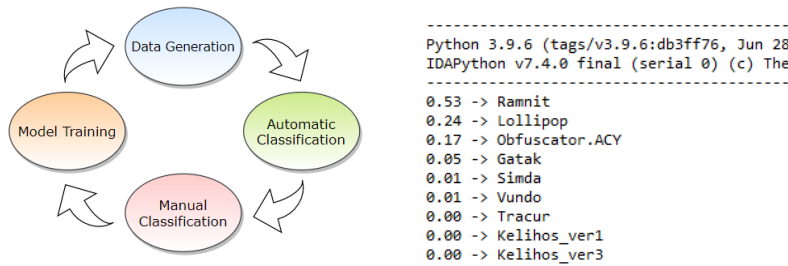 Data Generation
Automatic
Classification
Manual
Classification
Model Training
--------------------------------------------
Python 3.9.6 (tags/v3.9.6:db3ff76, Jun 28
IDAPython v7.4.0 final (serial 0) (c) The
--------------------------------------------
0.53 -> Ramnit
0.24 -> Lollipop
0.17 -> Obfuscator.ACY
0.05 -> Gatak
0.01 -> Simda
0.01 -> Vundo
0.00 -> Tracur
0.00 -> Kelihos_ver1
0.00 -> Kelihos_ver3